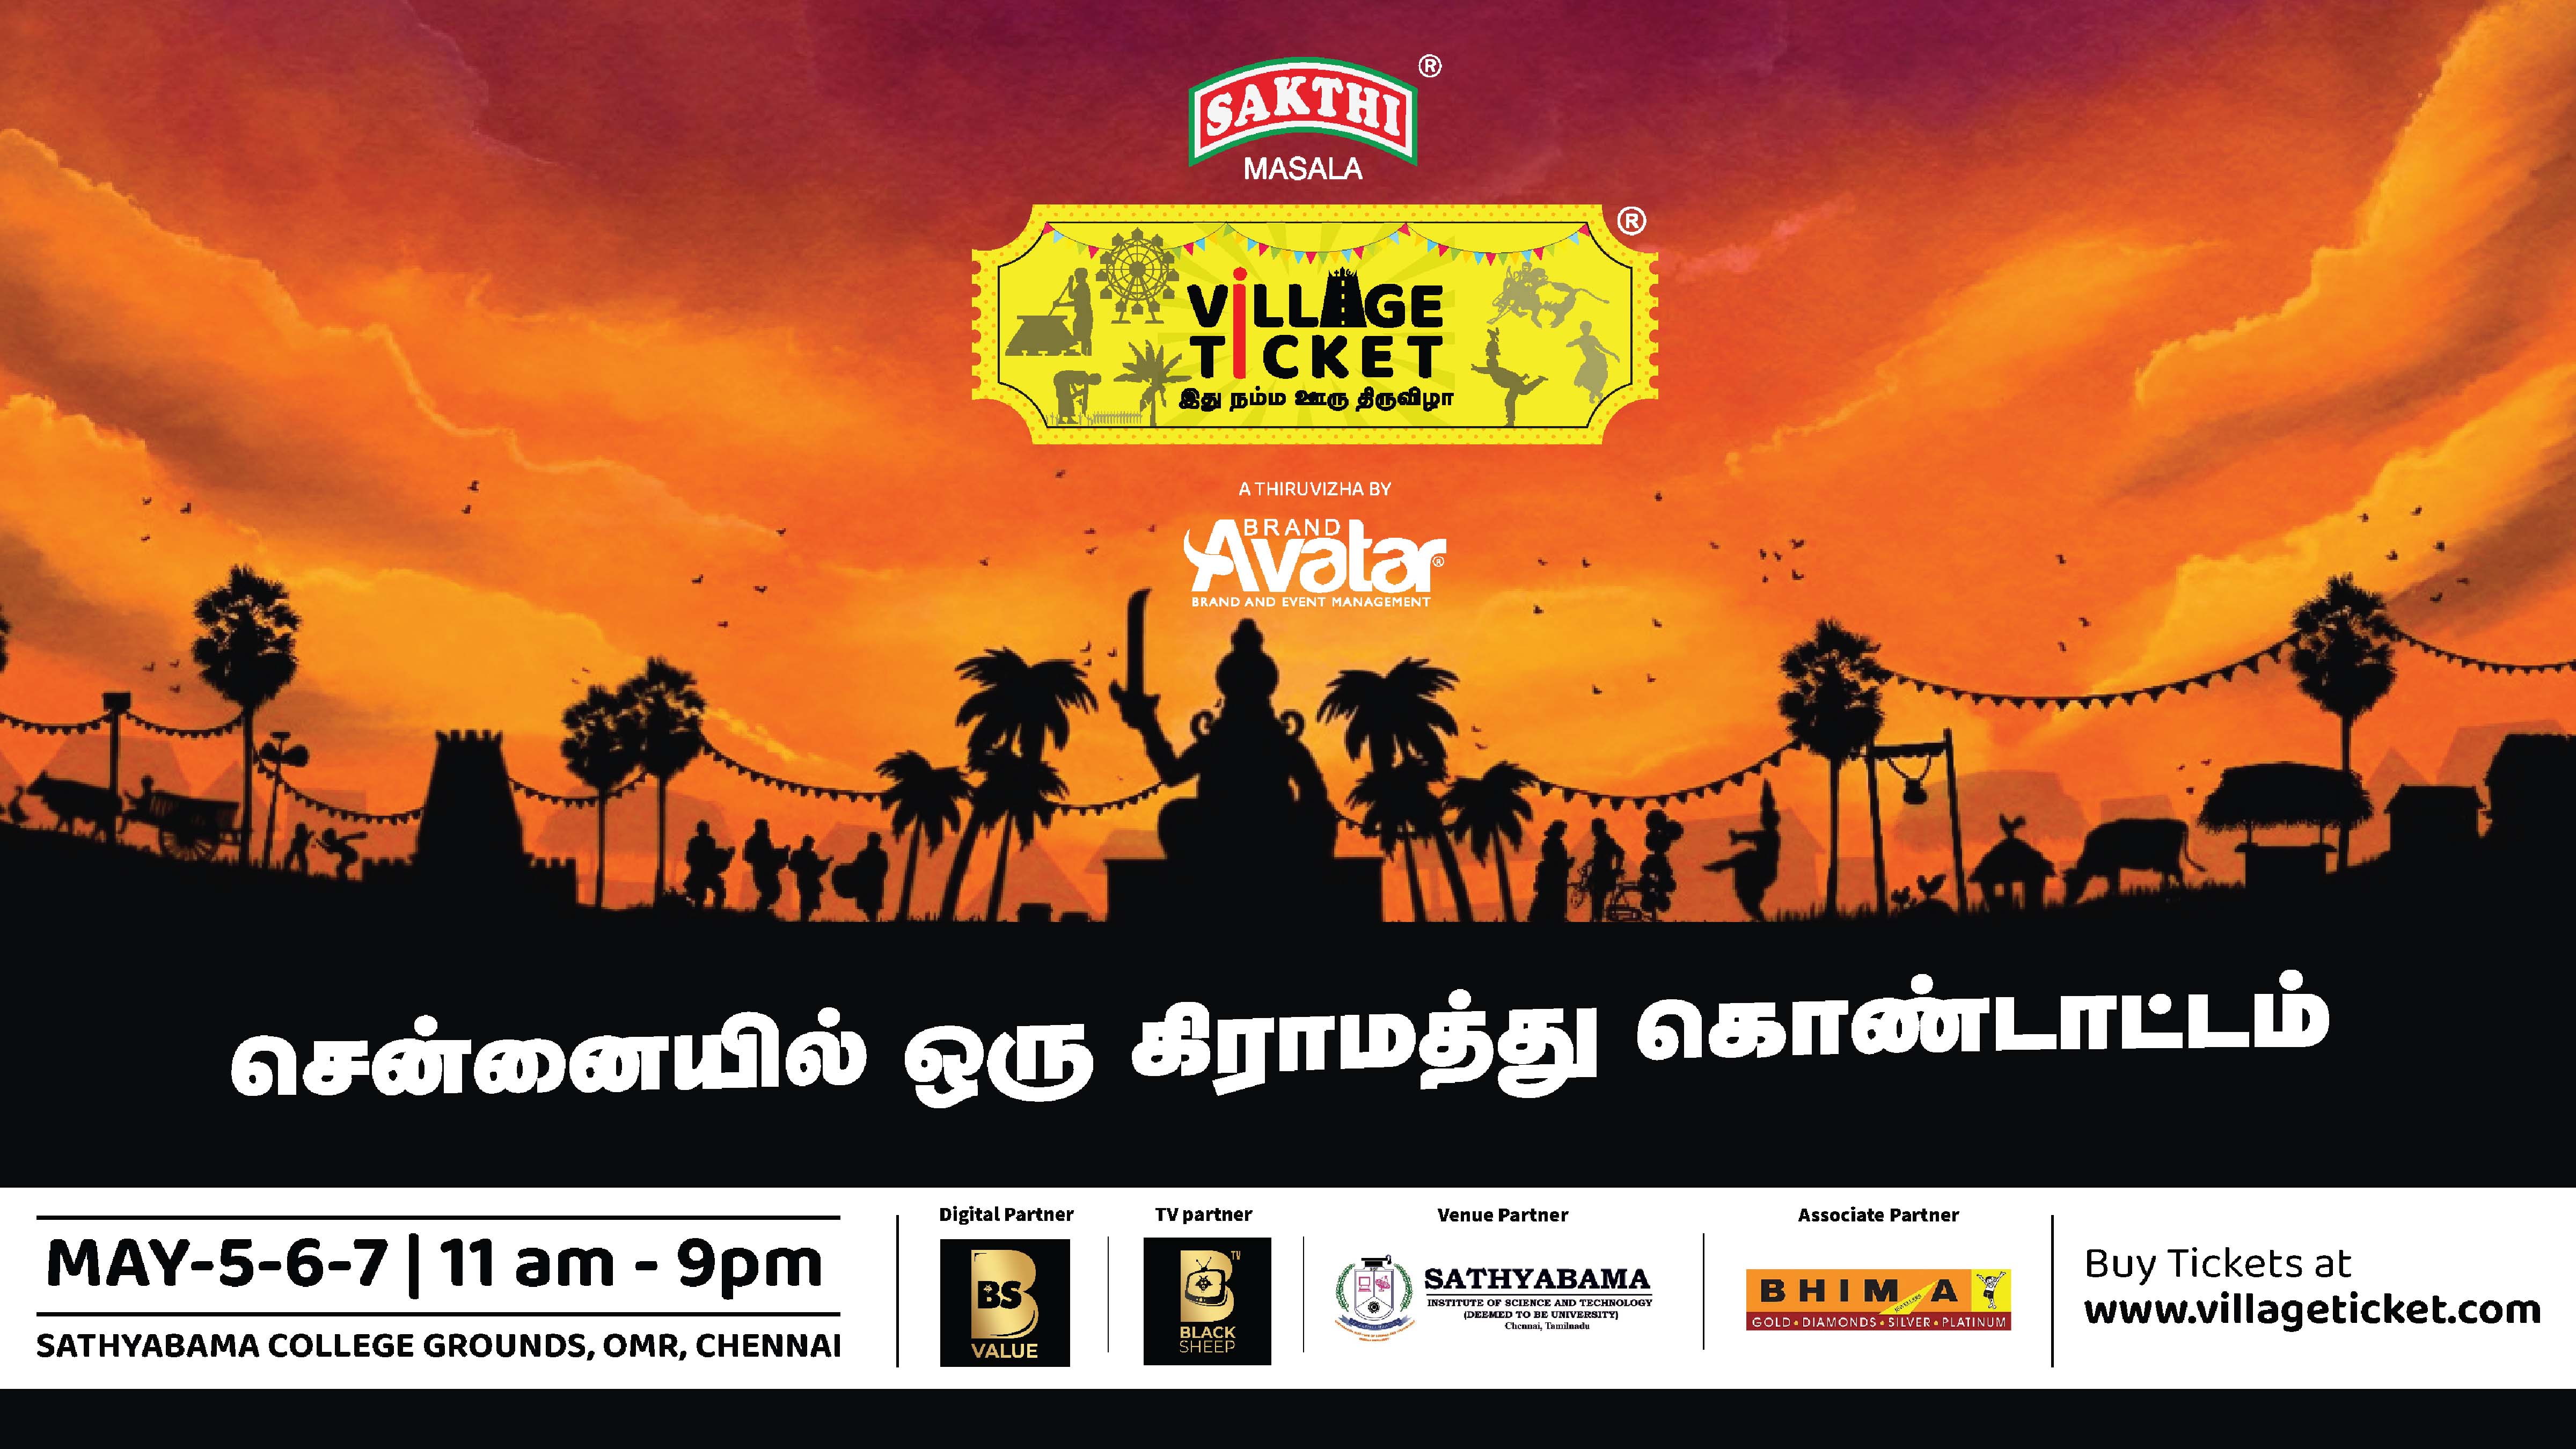 SAKTHI ®
MASALA
ViLLAGE ®
TiCKET
இது நம்ம ஊரு திருவிழா
A THIRUVIZHA BY
BRAND
Avatar ®
BRAND AND EVENT MANAGEMENT
சென்னையில் ஒரு கிராமத்து கொண்டாட்டம்
MAY-5-6-7 | 11 am - 9pm
SATHYABAMA COLLEGE GROUNDS, OMR, CHENNAI
Digital Partner
BS
VALUE
TV partner
TV
BLACK
SHEEP
Venue Partner
SATHYABAMA
INSTITUTE OF SCIENCE AND TECHNOLOGY
(DEEMED TO BE UNIVERSITY)
Chennai, Tamilnadu
Associate Partner
BHIMA
JEWELLERS
GOLD • DIAMONDS • SILVER • PLATINUM
Buy Tickets at
www.villageticket.com